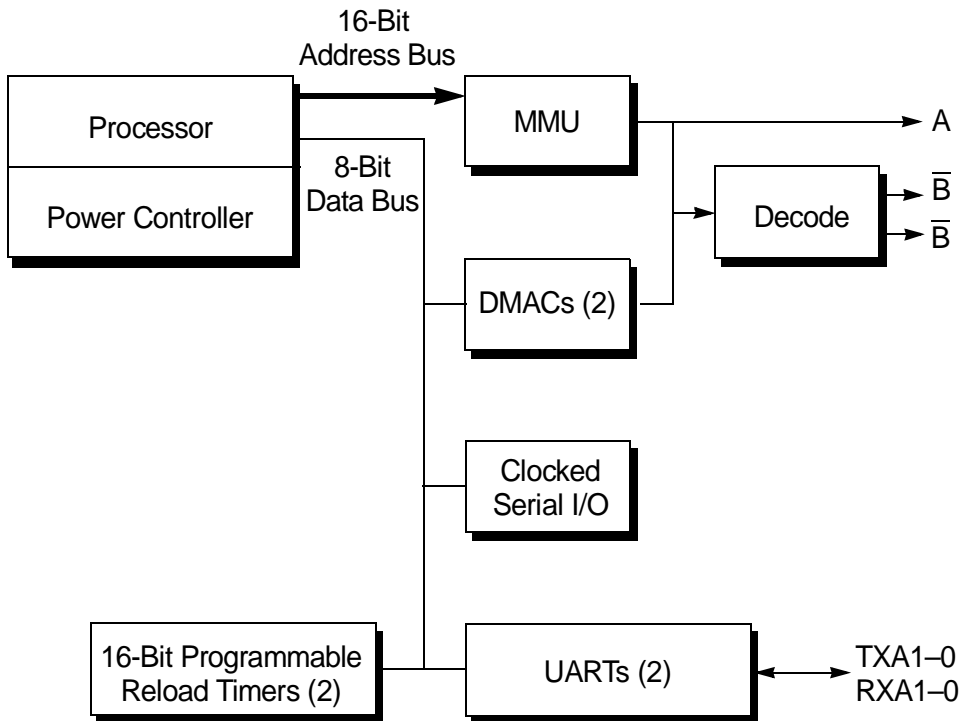 16-Bit
Address Bus
Processor
MMU
A
8-Bit
Data Bus
Power Controller
Decode
B̅
B̅
DMACs (2)
Clocked
Serial I/O
16-Bit Programmable
Reload Timers (2)
UARTs (2)
TXA1–0
RXA1–0